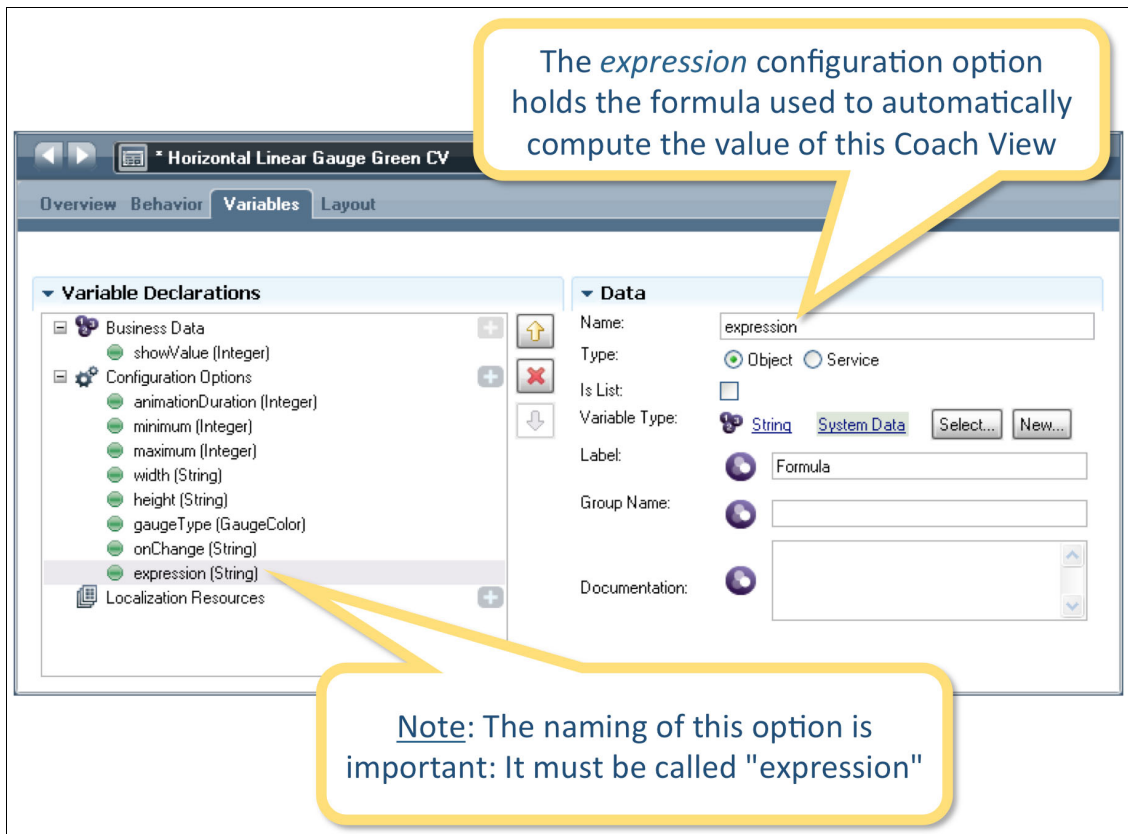 The expression configuration option
holds the formula used to automatically
compute the value of this Coach View
* Horizontal Linear Gauge Green CV
Overview Behavior Variables Layout
Variable Declarations
Business Data
showValue (Integer)
Configuration Options
animationDuration (Integer)
minimum (Integer)
maximum (Integer)
width (String)
height (String)
gaugeType (GaugeColor)
onChange (String)
expression (String)
Localization Resources
Data
Name: expression
Type: Object Service
Is List:
Variable Type: String System Data Select... New...
Label: Formula
Group Name:
Documentation:
Note: The naming of this option is
important: It must be called "expression"